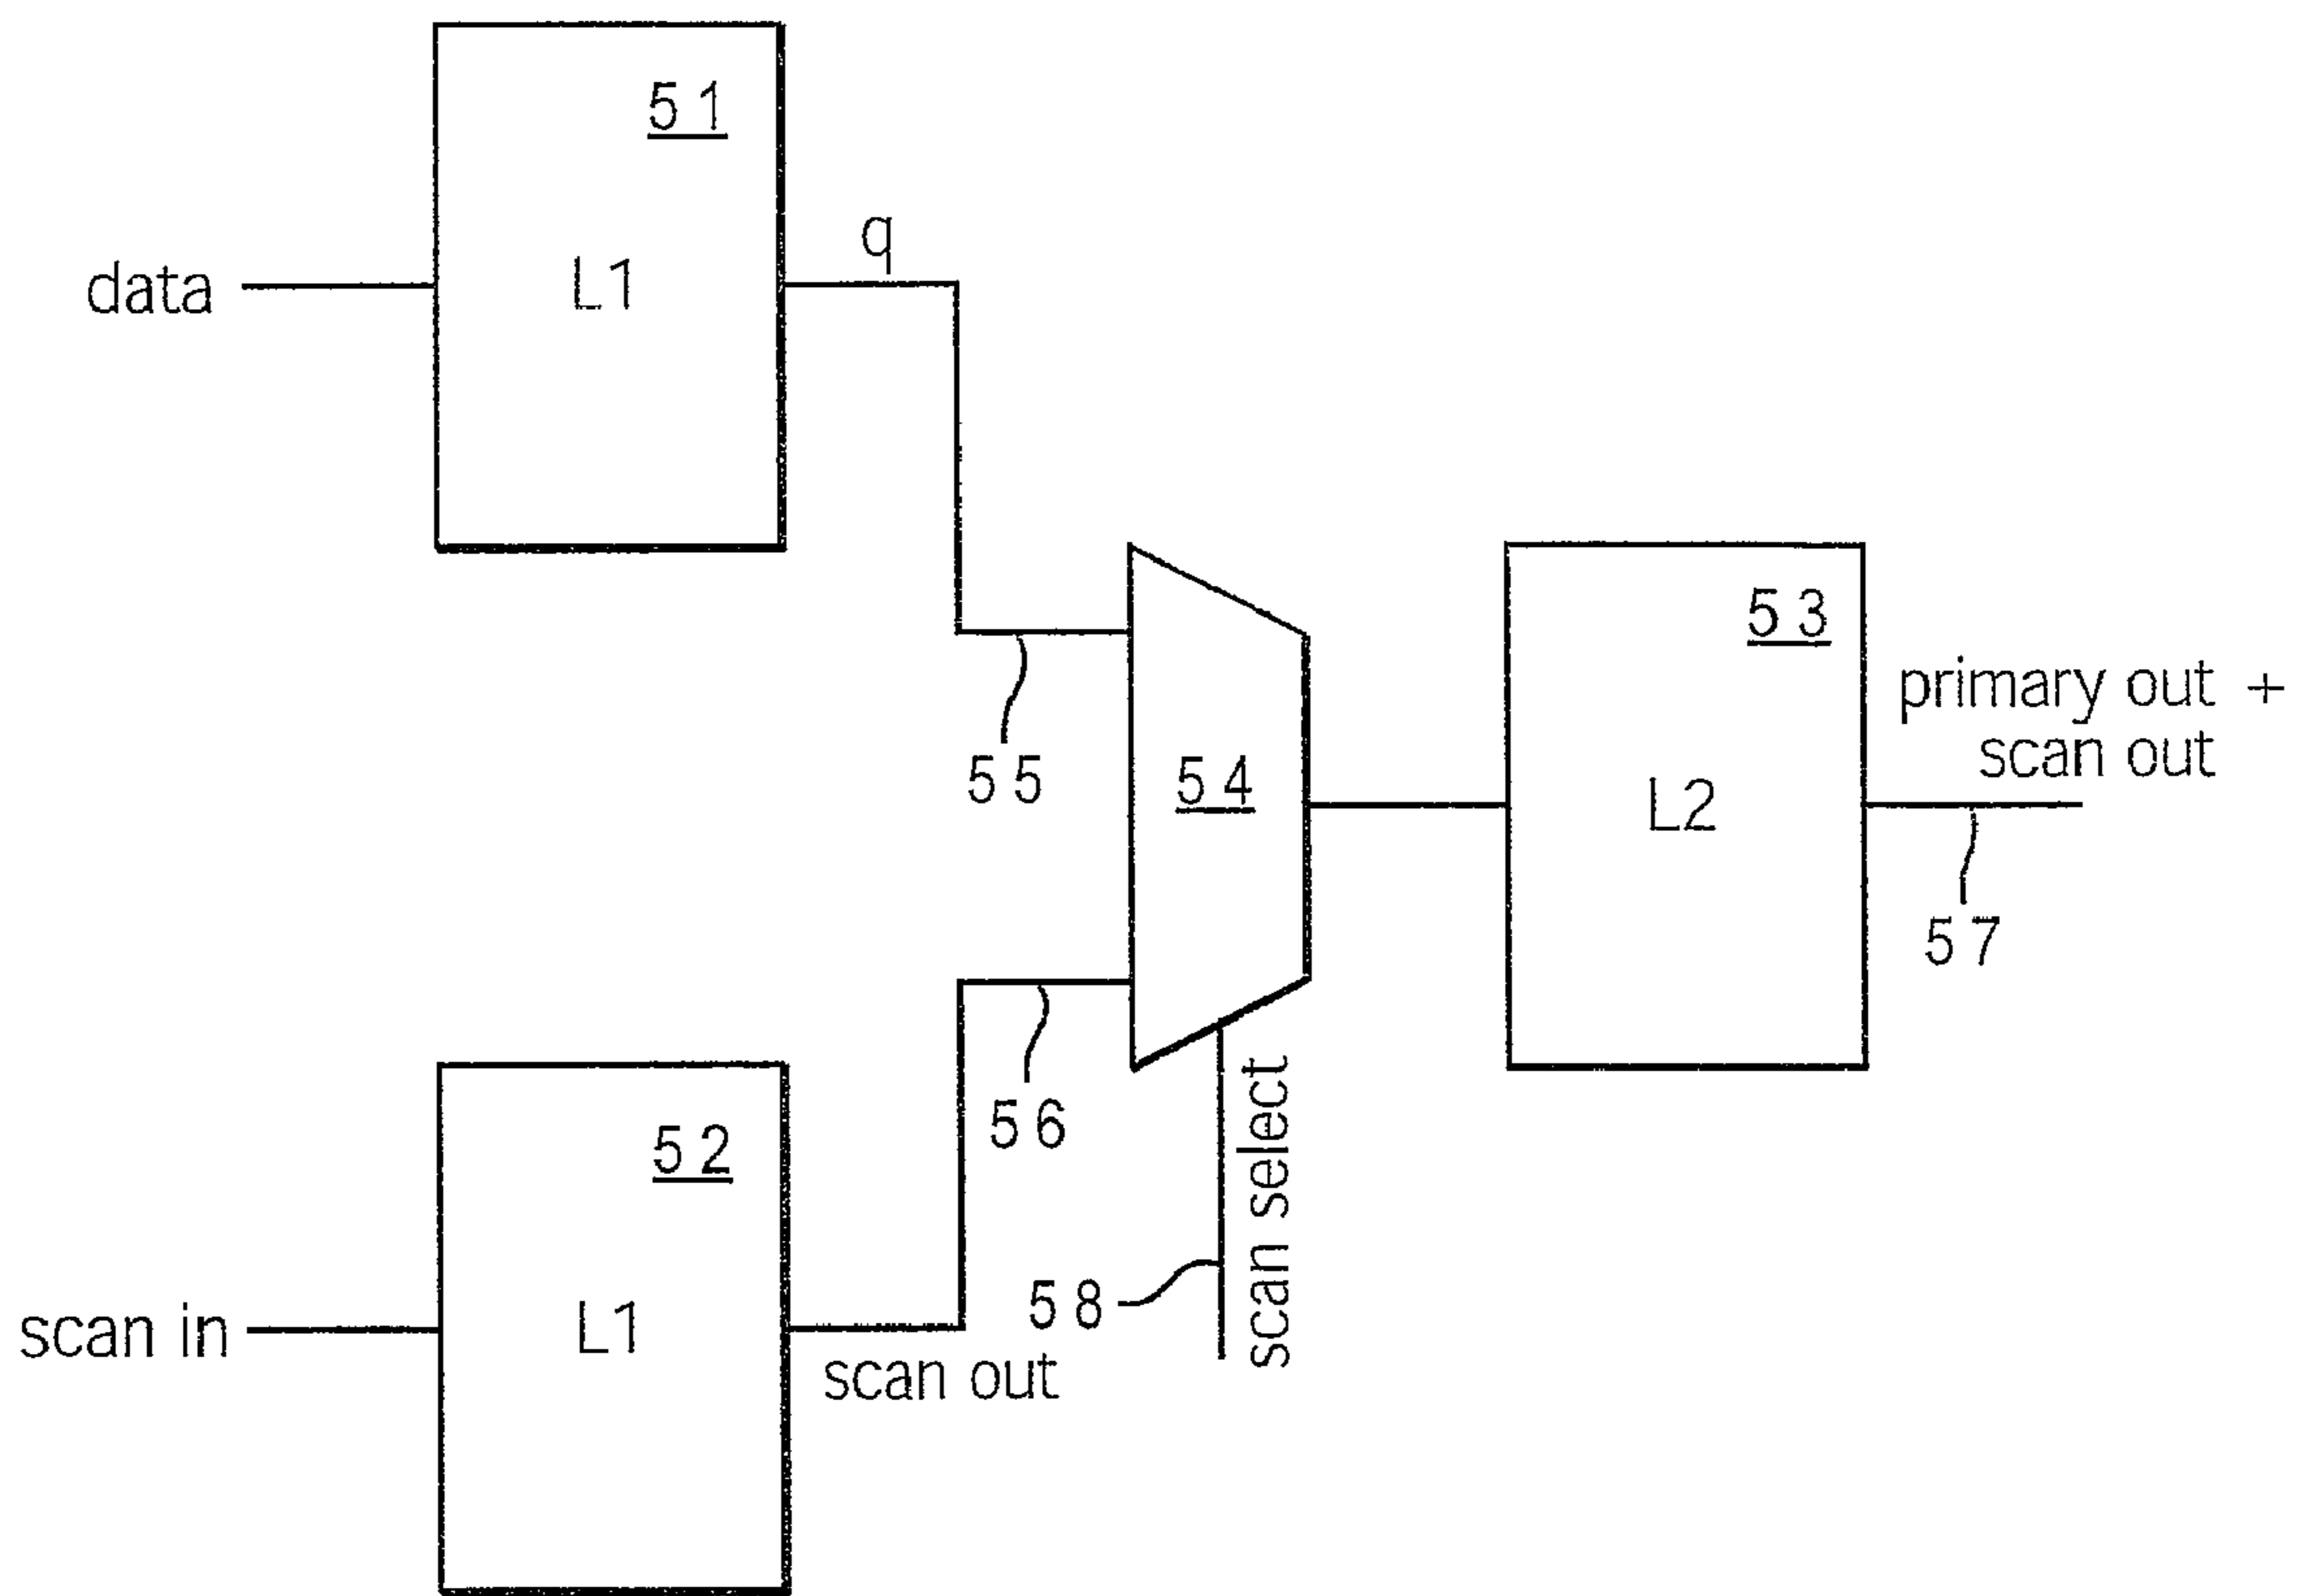 51
q
data
L1
53
primary out +
scan out
55
54
L2
57
56
52
scan select
58
scan in
L1
scan out